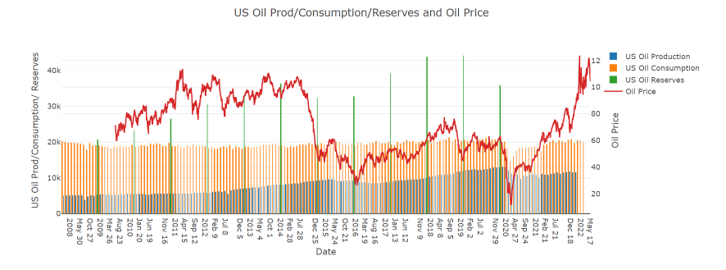 US Oil Prod/Consumption/Reserves and Oil Price
US Oil Prod/Consumption/ Reserves
40k
30k
20k
10k
0
12
10
80
60
40
20
Oil Price
US Oil Production
US Oil Consumption
US Oil Reserves
Oil Price
2008
May 30
Oct 27
2009
Mar 26
Aug 23
2010
Jan 20
Jun 19
Nov 16
2011
Apr 15
Sep 12
2012
Feb 9
Jul 8
Dec 5
2013
May 4
Oct 1
2014
Feb 28
Jul 28
Dec 25
2015
May 24
Oct 21
2016
Mar 19
Aug 16
2017
Jan 13
Jun 12
Nov 9
2018
Apr 8
Sep 5
2019
Feb 2
Jul 2
Nov 29
2020
Apr 27
Sep 24
2021
Feb 21
Jul 21
Dec 18
2022
May 17
Date